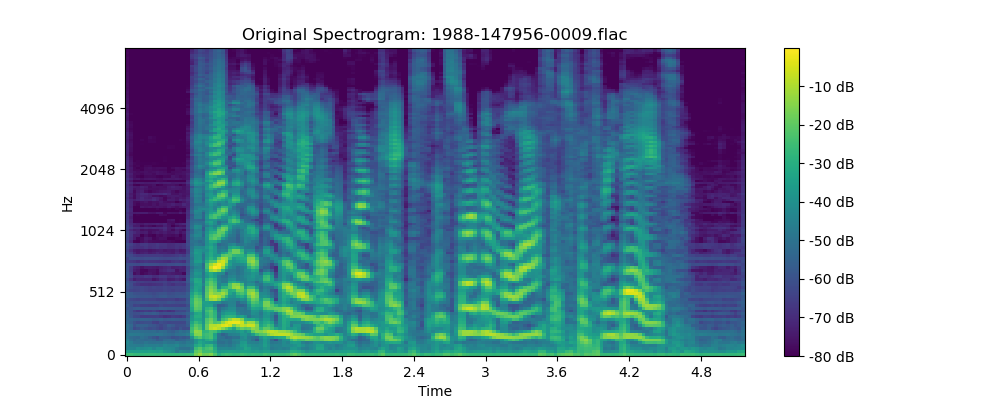 Original Spectrogram: 1988-147956-0009.flac
Hz
4096
2048
1024
512
0
0 0.6 1.2 1.8 2.4 3 3.6 4.2 4.8
Time
-10 dB
-20 dB
-30 dB
-40 dB
-50 dB
-60 dB
-70 dB
-80 dB